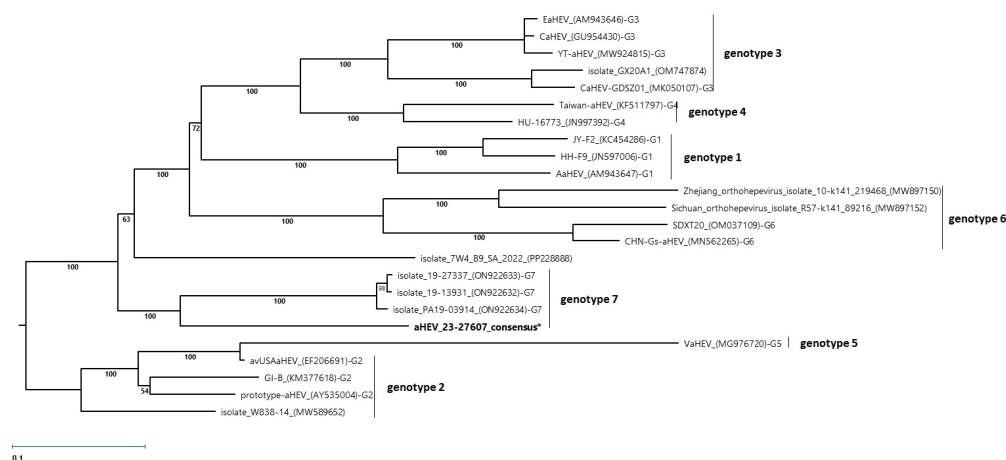 EaHEV_(AM943646)-G3
100
CaHEV_(GU954430)-G3
100
YT-aHEV_(MW924815)-G3
genotype 3
isolate_GX20A1_(OM747874)
100
100
CaHEV-GDSZ01_(MK050107)-G3
Taiwan-aHEV_(KF511797)-G4
100
genotype 4
HU-16773_(JN997392)-G4
72
JY-F2_(KC454286)-G1
100
HH-F9_(JN597006)-G1
genotype 1
100
AaHEV_(AM943647)-G1
100
Zhejiang_orthohepevirus_isolate_10-k141_219468_(MW897150)
100
Sichuan_orthohepevirus_isolate_R57-k141_89216_(MW897152)
63
100
genotype 6
SDXT20_(OM037109)-G6
100
CHN-Gs-aHEV_(MN562265)-G6
isolate_7W4_B9_SA_2022_(PP228888)
100
isolate_19-27337_(ON922633)-G7
98
isolate_19-13931_(ON922632)-G7
genotype 7
100
isolate_PA19-03914_(ON922634)-G7
aHEV_23-27607_consensus*
VaHEV_(MG976720)-G5
genotype 5
100
avUSAaHEV_(EF206691)-G2
100
GI-B_(KM377618)-G2
genotype 2
54
prototype-aHEV_(AY535004)-G2
isolate_W838-14_(MW589652)
0.1